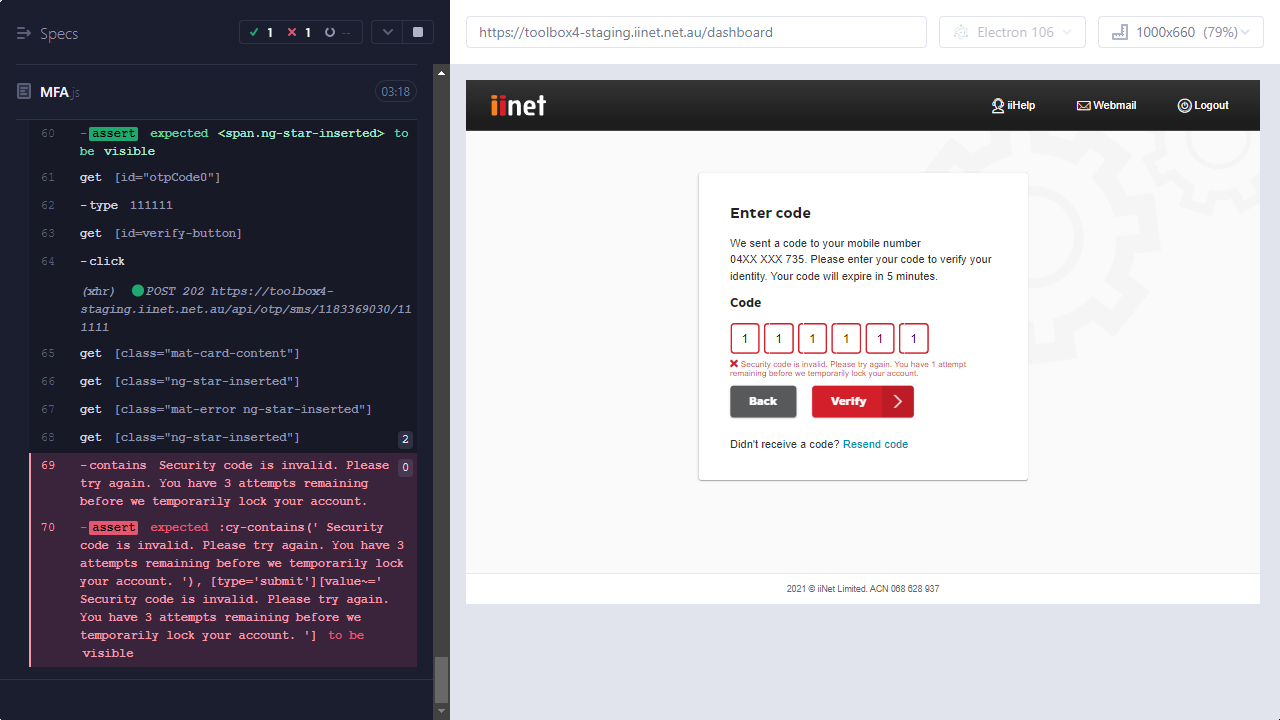 Specs
1
1
--
MFA.js
03:18
60 -assert expected <span.ng-star-inserted> to
be visible
61 get [id="otpCode0"]
62 -type 111111
63 get [id=verify-button]
64 -click
(xhr) POST 202 https://toolbox4-
staging.iinet.net.au/api/otp/sms/1183369030/11
1111
65 get [class="mat-card-content"]
66 get [class="ng-star-inserted"]
67 get [class="mat-error ng-star-inserted"]
68 get [class="ng-star-inserted"] 2
69 -contains Security code is invalid. Please 0
try again. You have 3 attempts remaining
before we temporarily lock your account.
70 -assert expected :cy-contains(' Security
code is invalid. Please try again. You have 3
attempts remaining before we temporarily lock
your account. '), [type='submit'][value~='
Security code is invalid. Please try again.
You have 3 attempts remaining before we
temporarily lock your account. '] to be
visible
https://toolbox4-staging.iinet.net.au/dashboard
Electron 106
1000x660 (79%)
iinet
iiHelp
Webmail
Logout
Enter code
We sent a code to your mobile number
04XX XXX 735. Please enter your code to verify your
identity. Your code will expire in 5 minutes.
Code
1 1 1 1 1 1
Security code is invalid. Please try again. You have 1 attempt
remaining before we temporarily lock your account.
Back
Verify
Didn't receive a code? Resend code
2021 © iiNet Limited. ACN 068 628 937